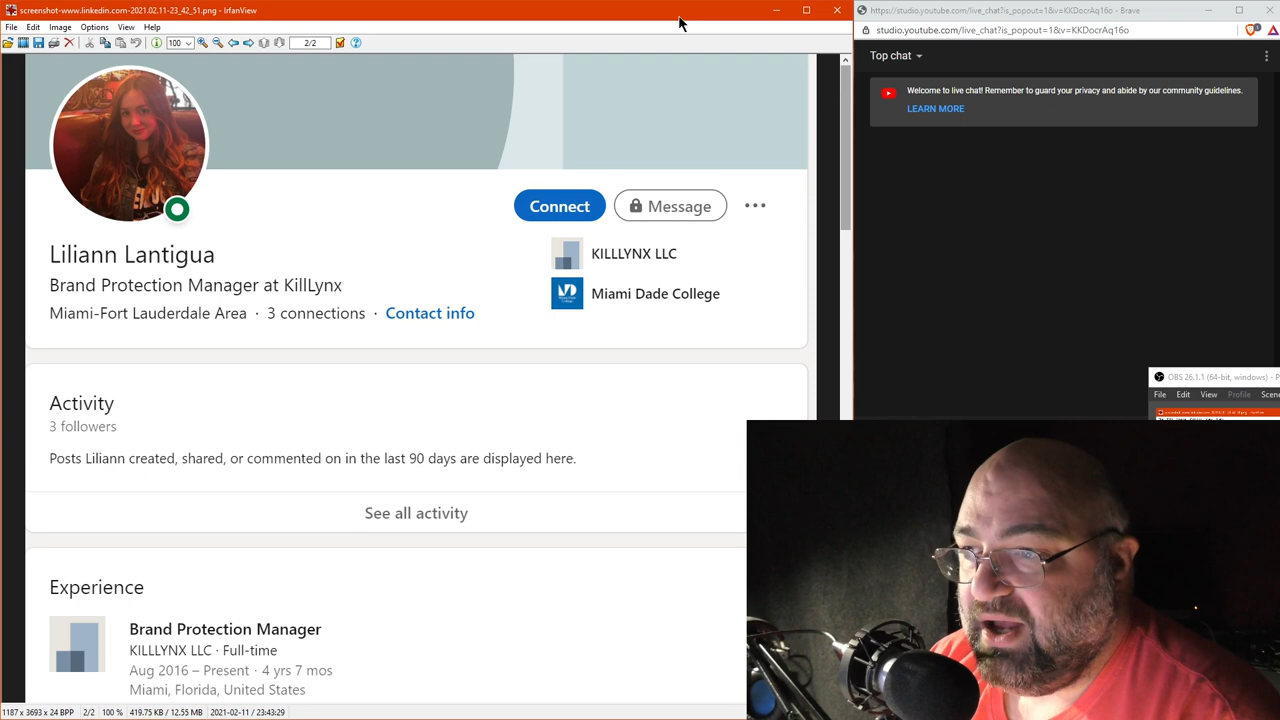 screenshot-www.linkedin.com-2021.02.11-23_42_51.png - IrfanView
File Edit Image Options View Help
100
2/2
Liliann Lantigua
Brand Protection Manager at KillLynx
Miami-Fort Lauderdale Area · 3 connections · Contact info
Connect
Message
KILLLYNX LLC
Miami Dade College
Activity
3 followers
Posts Liliann created, shared, or commented on in the last 90 days are displayed here.
See all activity
Experience
Brand Protection Manager
KILLLYNX LLC · Full-time
Aug 2016 – Present · 4 yrs 7 mos
Miami, Florida, United States
1187 x 3693 x 24 BPP 2/2 100 % 419.75 KB / 12.55 MB 2021-02-11 / 23:43:29
https://studio.youtube.com/live_chat?is_popout=1&v=KKDocrAq16o - Brave
studio.youtube.com/live_chat?is_popout=1&v=KKDocrAq16o
Top chat
Welcome to live chat! Remember to guard your privacy and abide by our community guidelines.
LEARN MORE
OBS 26.1.1 (64-bit, windows) - P
File Edit View Profile Scene